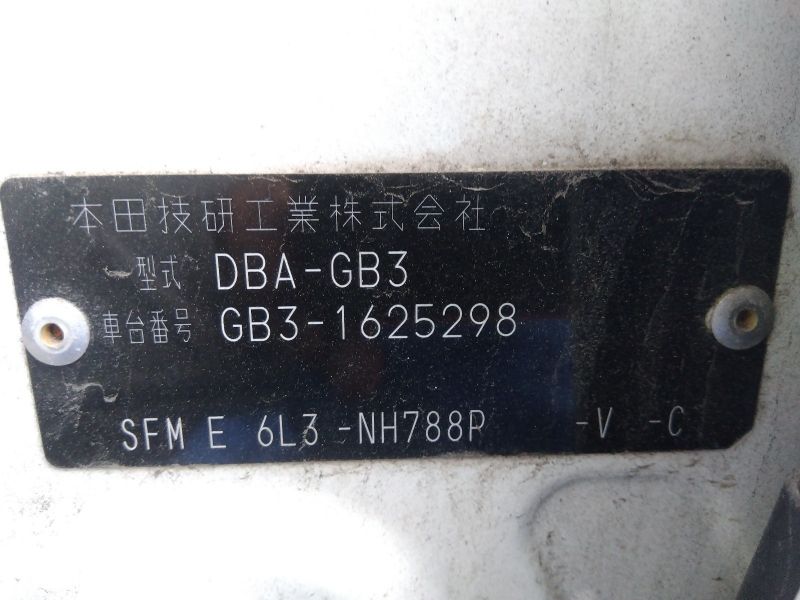 本田技研工業株式会社
型式 DBA-GB3
車台番号 GB3-1625298
SFM E 6L3 -NH788P -V -C